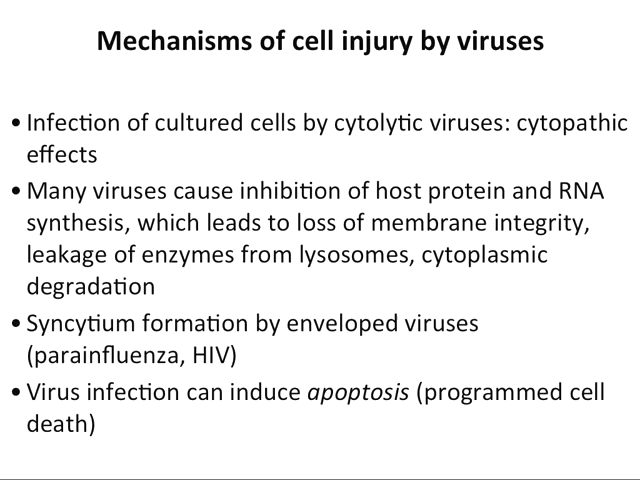 Mechanisms of cell injury by viruses
• Infection of cultured cells by cytolytic viruses: cytopathic
effects
• Many viruses cause inhibition of host protein and RNA
synthesis, which leads to loss of membrane integrity,
leakage of enzymes from lysosomes, cytoplasmic
degradation
• Syncytium formation by enveloped viruses
(parainfluenza, HIV)
• Virus infection can induce apoptosis (programmed cell
death)